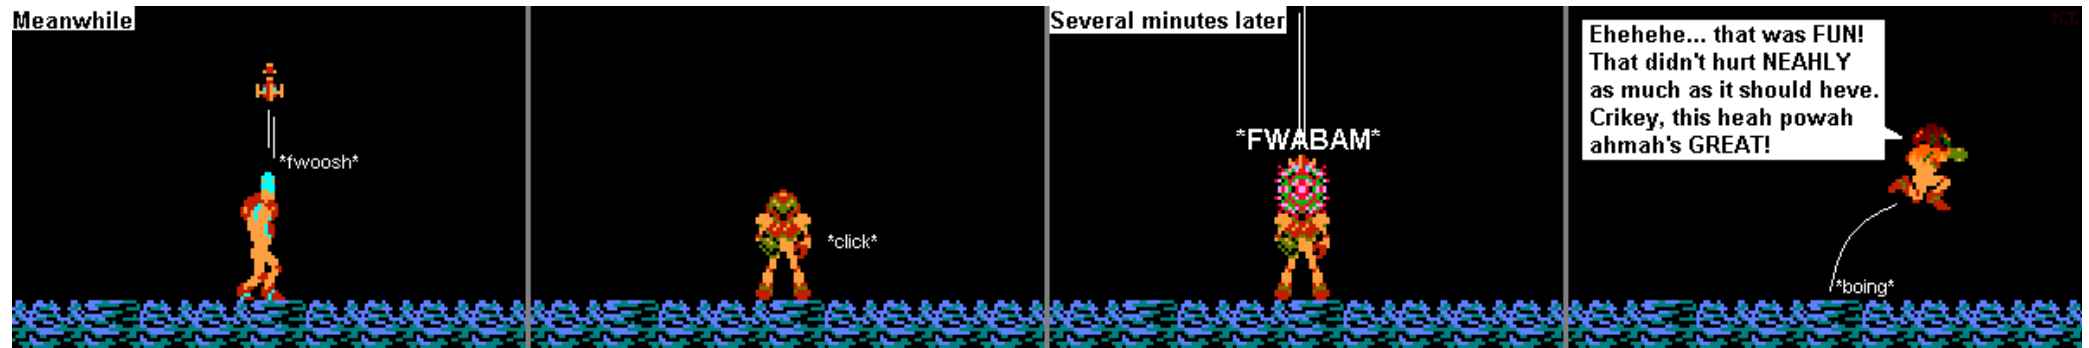 Meanwhile
*fwoosh*
*click*
Several minutes later
*FWABAM*
Ehehehe... that was FUN!
That didn't hurt NEAHLY
as much as it should heve.
Crikey, this heah powah
ahmah's GREAT!
*boing*